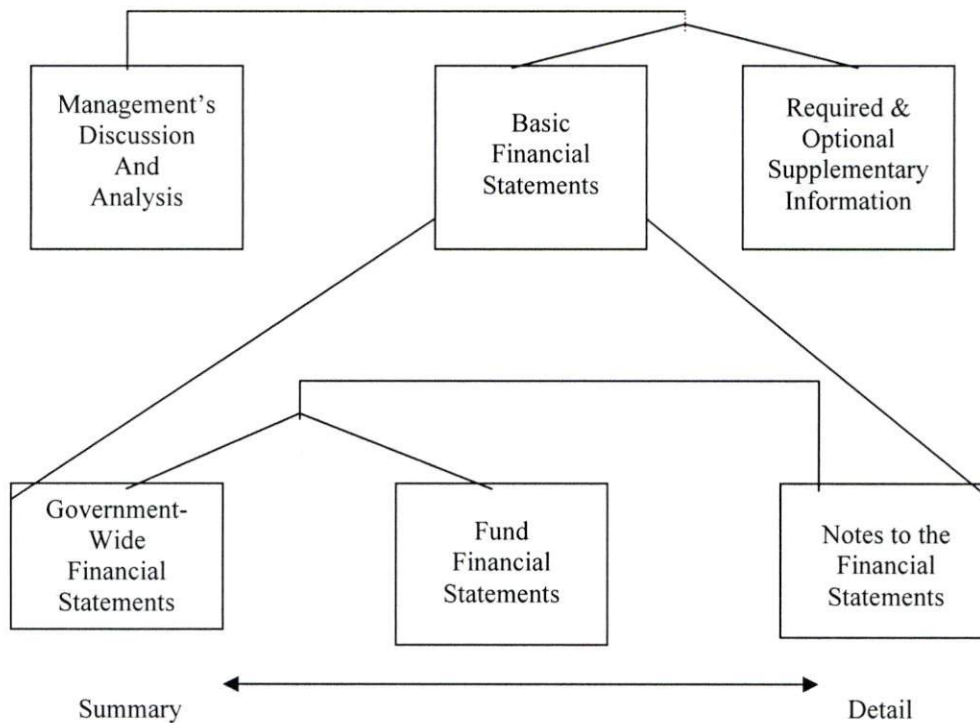 Management’s
Discussion
And
Analysis
Basic
Financial
Statements
Required &
Optional
Supplementary
Information
Government-
Wide
Financial
Statements
Fund
Financial
Statements
Notes to the
Financial
Statements
Summary
Detail